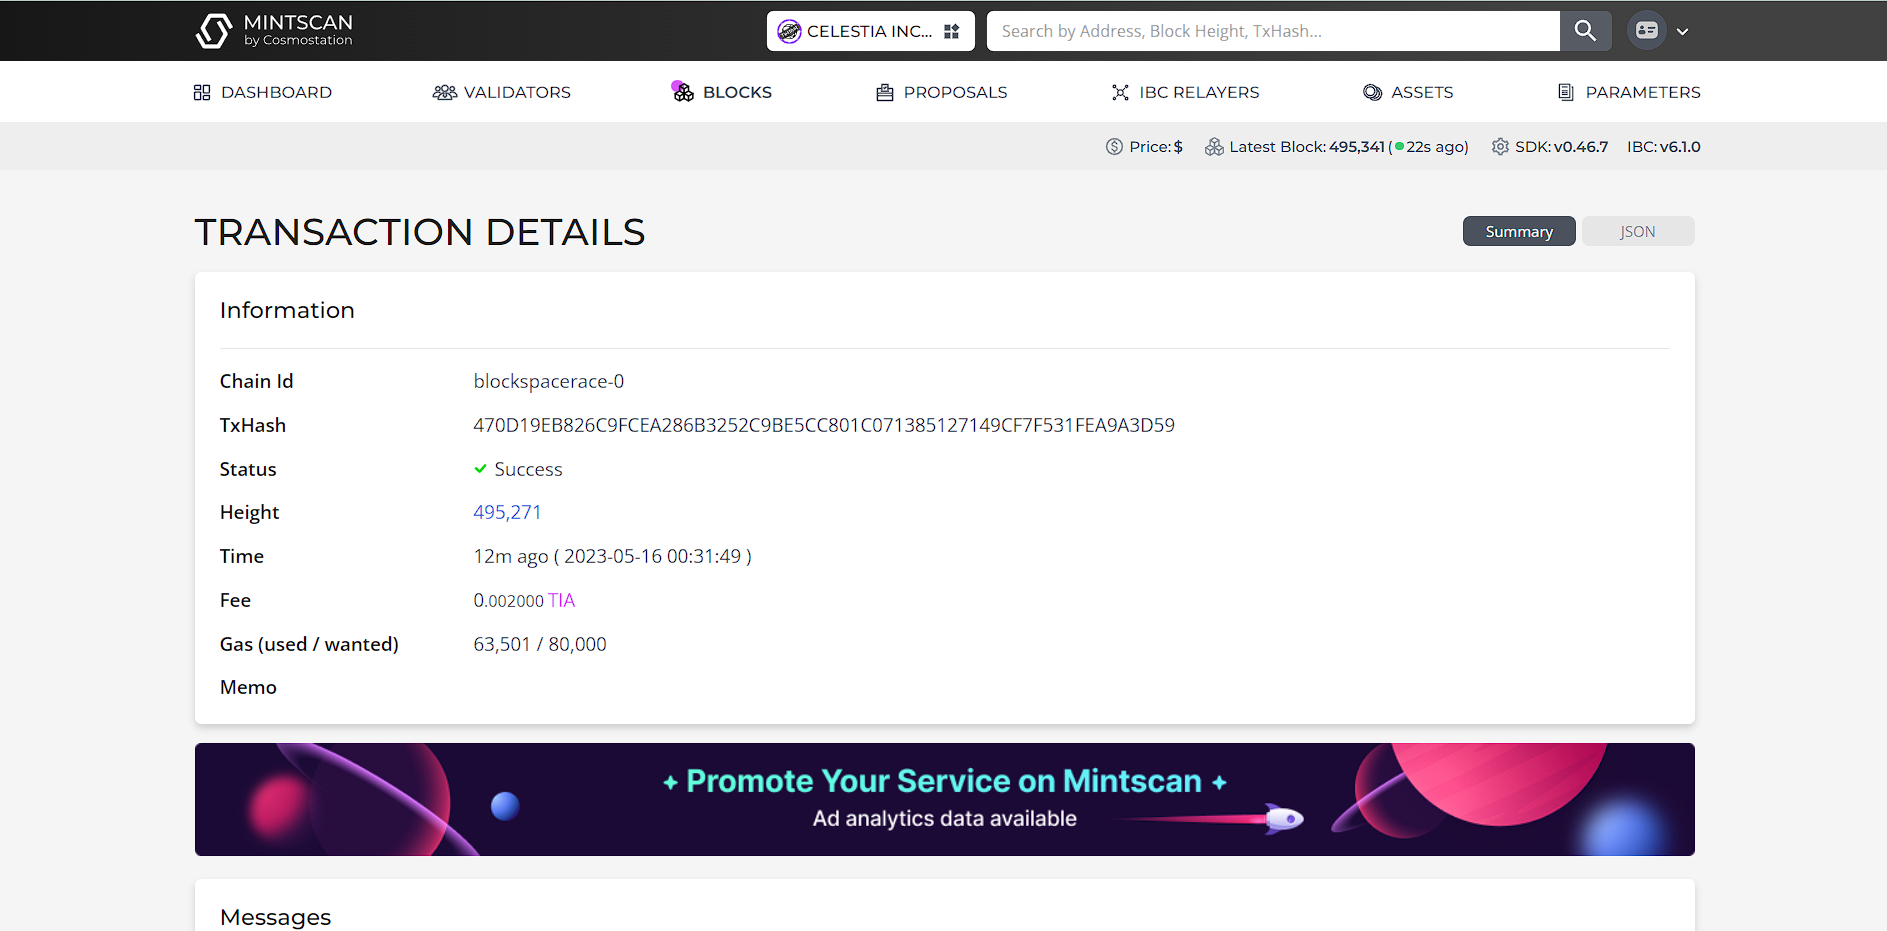 MINTSCAN
by Cosmostation
CELESTIA INC...
Search by Address, Block Height, TxHash...
DASHBOARD
VALIDATORS
BLOCKS
PROPOSALS
IBC RELAYERS
ASSETS
PARAMETERS
Price: $
Latest Block: 495,341 ( 22s ago)
SDK: v0.46.7
IBC: v6.1.0
TRANSACTION DETAILS
Summary
JSON
Information
Chain Id blockspacerace-0
TxHash 470D19EB826C9FCEA286B3252C9BE5CC801C071385127149CF7F531FEA9A3D59
Status Success
Height 495,271
Time 12m ago ( 2023-05-16 00:31:49 )
Fee 0.002000 TIA
Gas (used / wanted) 63,501 / 80,000
Memo
Promote Your Service on Mintscan
Ad analytics data available
Messages